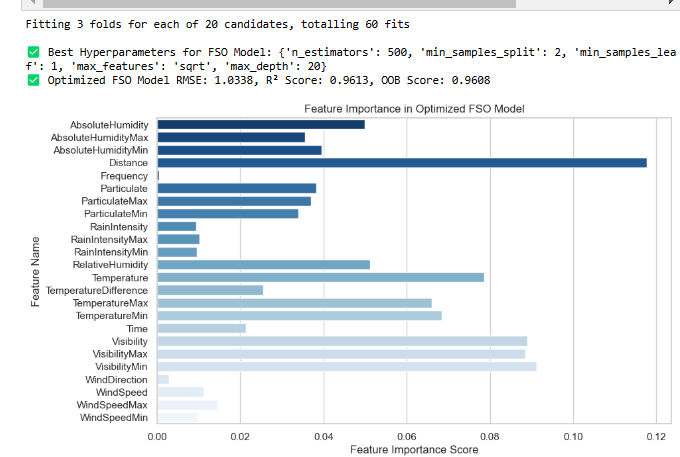 Fitting 3 folds for each of 20 candidates, totalling 60 fits
✅ Best Hyperparameters for FSO Model: {'n_estimators': 500, 'min_samples_split': 2, 'min_samples_lea
f': 1, 'max_features': 'sqrt', 'max_depth': 20}
✅ Optimized FSO Model RMSE: 1.0338, R² Score: 0.9613, OOB Score: 0.9608
Feature Importance in Optimized FSO Model
Feature Name
AbsoluteHumidity
AbsoluteHumidityMax
AbsoluteHumidityMin
Distance
Frequency
Particulate
ParticulateMax
ParticulateMin
RainIntensity
RainIntensityMax
RainIntensityMin
RelativeHumidity
Temperature
TemperatureDifference
TemperatureMax
TemperatureMin
Time
Visibility
VisibilityMax
VisibilityMin
WindDirection
WindSpeed
WindSpeedMax
WindSpeedMin
0.00 0.02 0.04 0.06 0.08 0.10 0.12
Feature Importance Score